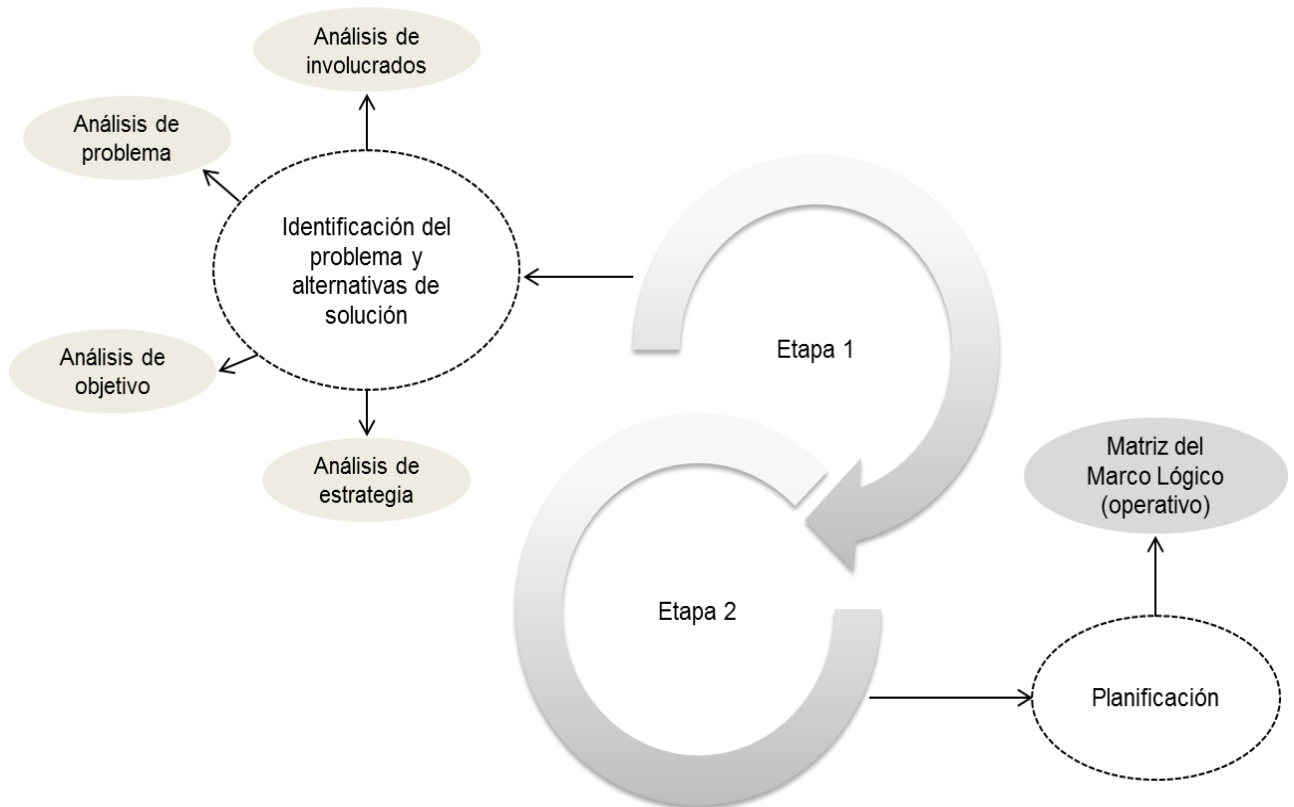 Análisis de
involucrados
Análisis de
problema
Identificación del
problema y
alternativas de
solución
Análisis de
objetivo
Análisis de
estrategia
Etapa 1
Etapa 2
Matriz del
Marco Lógico
(operativo)
Planificación